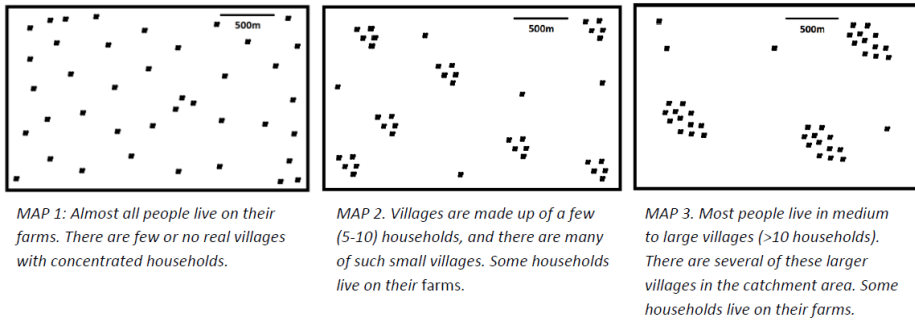 500m
500m
500m
MAP 1: Almost all people live on their
farms. There are few or no real villages
with concentrated households.
MAP 2. Villages are made up of a few
(5-10) households, and there are many
of such small villages. Some households
live on their farms.
MAP 3. Most people live in medium
to large villages (>10 households).
There are several of these larger
villages in the catchment area. Some
households live on their farms.